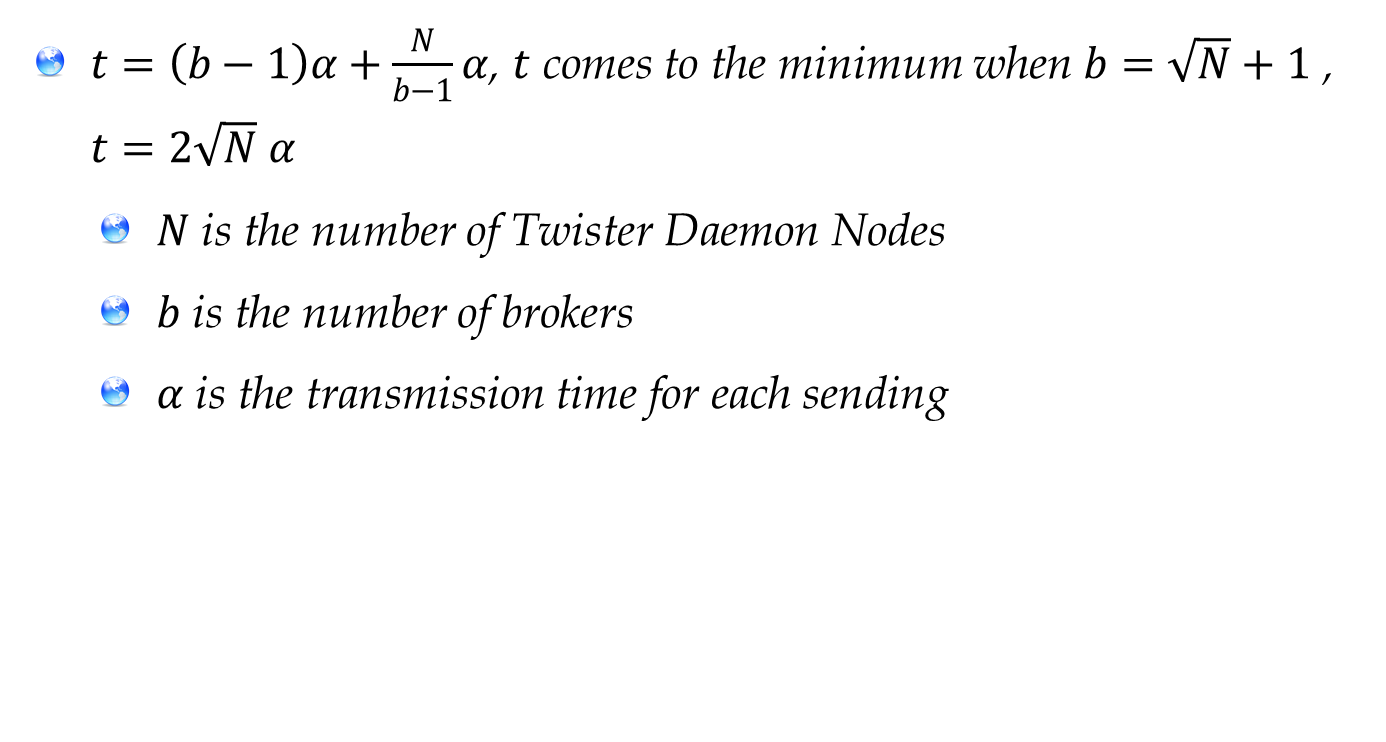 t = (b − 1)α + N/(b−1) α, t comes to the minimum when b = √N + 1 ,
t = 2√N α
N is the number of Twister Daemon Nodes
b is the number of brokers
α is the transmission time for each sending